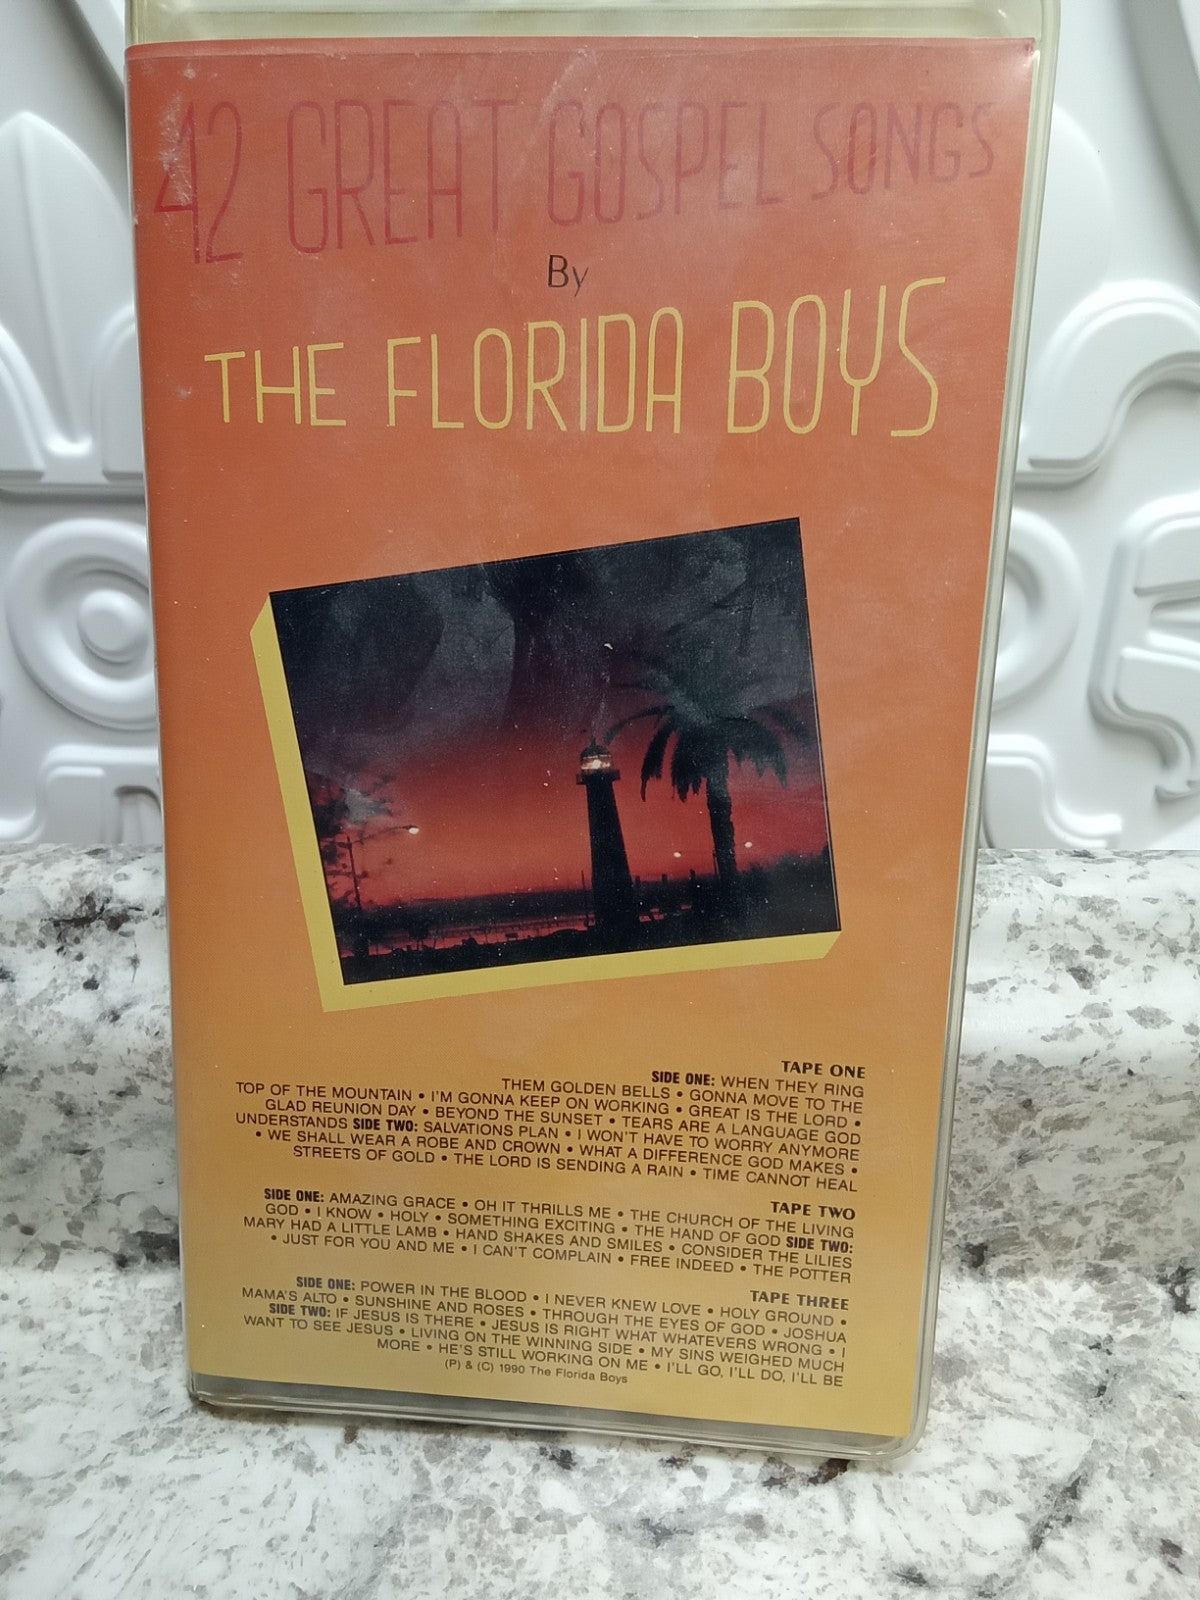 42 GREAT GOSPEL SONGS
By
THE FLORIDA BOYS
TAPE ONE
SIDE ONE: WHEN THEY RING
THEM GOLDEN BELLS • GONNA MOVE TO THE
TOP OF THE MOUNTAIN • I'M GONNA KEEP ON WORKING • GREAT IS THE LORD •
GLAD REUNION DAY • BEYOND THE SUNSET • TEARS ARE A LANGUAGE GOD
UNDERSTANDS SIDE TWO: SALVATIONS PLAN • I WON'T HAVE TO WORRY ANYMORE
• WE SHALL WEAR A ROBE AND CROWN • WHAT A DIFFERENCE GOD MAKES •
STREETS OF GOLD • THE LORD IS SENDING A RAIN • TIME CANNOT HEAL
TAPE TWO
SIDE ONE: AMAZING GRACE • OH IT THRILLS ME • THE CHURCH OF THE LIVING
GOD • I KNOW • HOLY • SOMETHING EXCITING • THE HAND OF GOD SIDE TWO:
MARY HAD A LITTLE LAMB • HAND SHAKES AND SMILES • CONSIDER THE LILIES
• JUST FOR YOU AND ME • I CAN'T COMPLAIN • FREE INDEED • THE POTTER
TAPE THREE
SIDE ONE: POWER IN THE BLOOD • I NEVER KNEW LOVE • HOLY GROUND •
MAMA'S ALTO • SUNSHINE AND ROSES • THROUGH THE EYES OF GOD • JOSHUA
SIDE TWO: IF JESUS IS THERE • JESUS IS RIGHT WHAT WHATEVERS WRONG • I
WANT TO SEE JESUS • LIVING ON THE WINNING SIDE • MY SINS WEIGHED MUCH
MORE • HE'S STILL WORKING ON ME • I'LL GO, I'LL DO, I'LL BE
(P) & (C) 1990 The Florida Boys